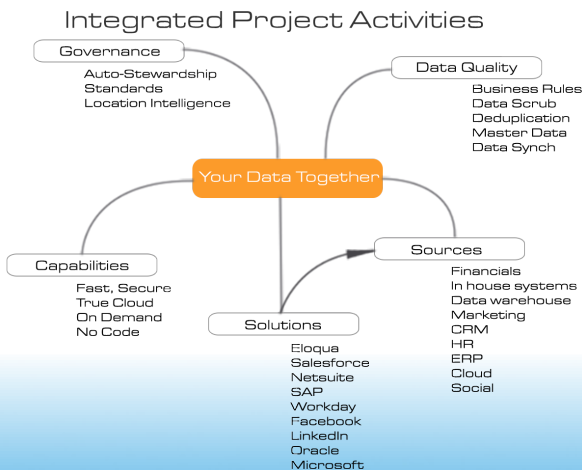 Integrated Project Activities
Governance
Auto-Stewardship
Standards
Location Intelligence
Data Quality
Business Rules
Data Scrub
Deduplication
Master Data
Data Synch
Your Data Together
Capabilities
Fast, Secure
True Cloud
On Demand
No Code
Solutions
Eloqua
Salesforce
Netsuite
SAP
Workday
Facebook
LinkedIn
Oracle
Microsoft
Sources
Financials
In house systems
Data warehouse
Marketing
CRM
HR
ERP
Cloud
Social